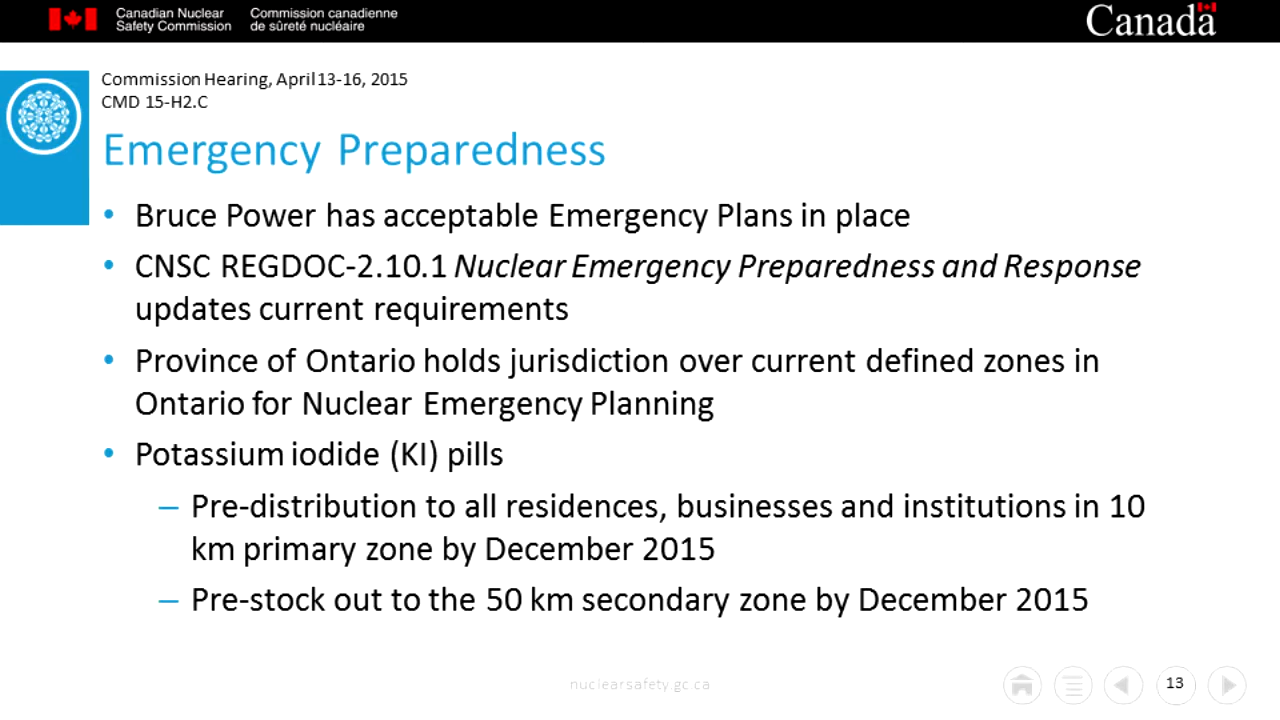 Canadian Nuclear Safety Commission
Commission canadienne de sûreté nucléaire
Canada
Commission Hearing, April 13-16, 2015
CMD 15-H2.C
Emergency Preparedness
• Bruce Power has acceptable Emergency Plans in place
• CNSC REGDOC-2.10.1 Nuclear Emergency Preparedness and Response
updates current requirements
• Province of Ontario holds jurisdiction over current defined zones in
Ontario for Nuclear Emergency Planning
• Potassium iodide (KI) pills
– Pre-distribution to all residences, businesses and institutions in 10
km primary zone by December 2015
– Pre-stock out to the 50 km secondary zone by December 2015
nuclearsafety.gc.ca
13